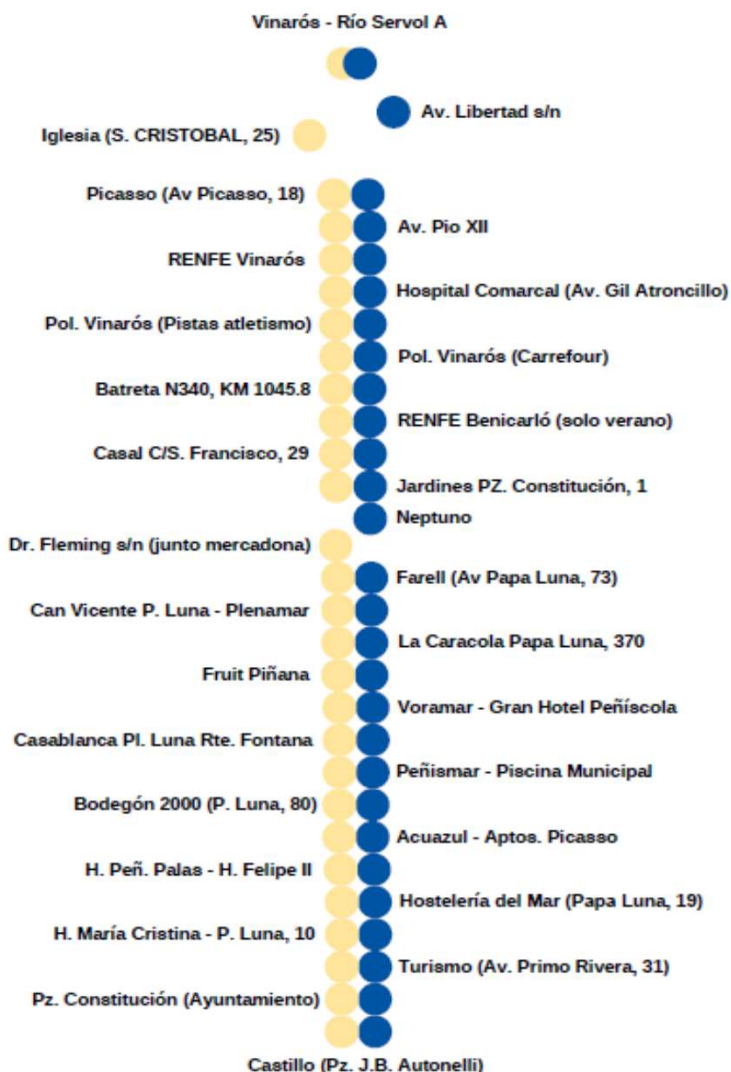 Vinarós - Río Servol A
Av. Libertad s/n
Iglesia (S. CRISTOBAL, 25)
Picasso (Av Picasso, 18)
Av. Pio XII
RENFE Vinarós
Hospital Comarcal (Av. Gil Atroncillo)
Pol. Vinarós (Pistas atletismo)
Pol. Vinarós (Carrefour)
Batreta N340, KM 1045.8
RENFE Benicarló (solo verano)
Casal C/S. Francisco, 29
Jardines PZ. Constitución, 1
Neptuno
Dr. Fleming s/n (junto mercadona)
Farell (Av Papa Luna, 73)
Can Vicente P. Luna - Plenamar
La Caracola Papa Luna, 370
Fruit Piñana
Voramar - Gran Hotel Peñíscola
Casablanca Pl. Luna Rte. Fontana
Peñismar - Piscina Municipal
Bodegón 2000 (P. Luna, 80)
Acuazul - Aptos. Picasso
H. Peñ. Palas - H. Felipe II
Hostelería del Mar (Papa Luna, 19)
H. María Cristina - P. Luna, 10
Turismo (Av. Primo Rivera, 31)
Pz. Constitución (Ayuntamiento)
Castillo (Pz. J.B. Autonelli)